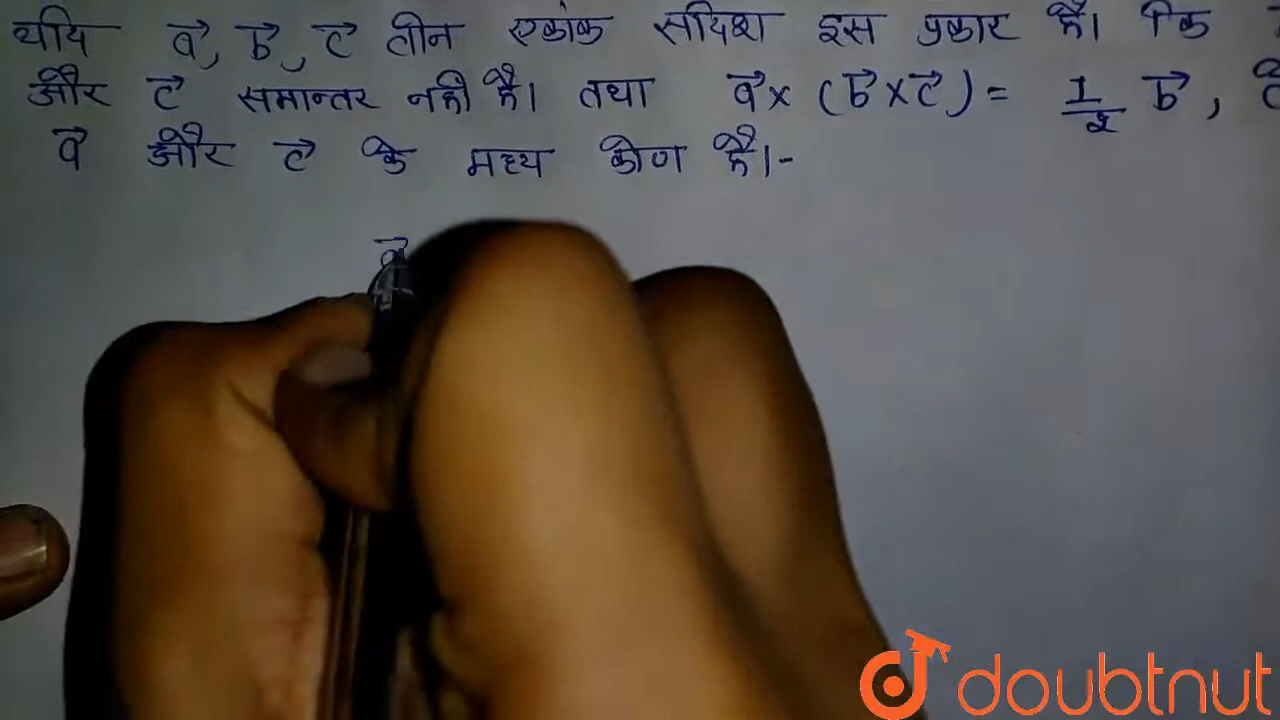 यदि a⃗, b⃗, c⃗ तीन एकांक सदिश इस प्रकार है। कि
और c⃗ समान्तर नही है। तथा a⃗ × (b⃗ × c⃗) = 1/2 b⃗,
a⃗ और c⃗ के मध्य कोण है।-
a⃗
doubtnut